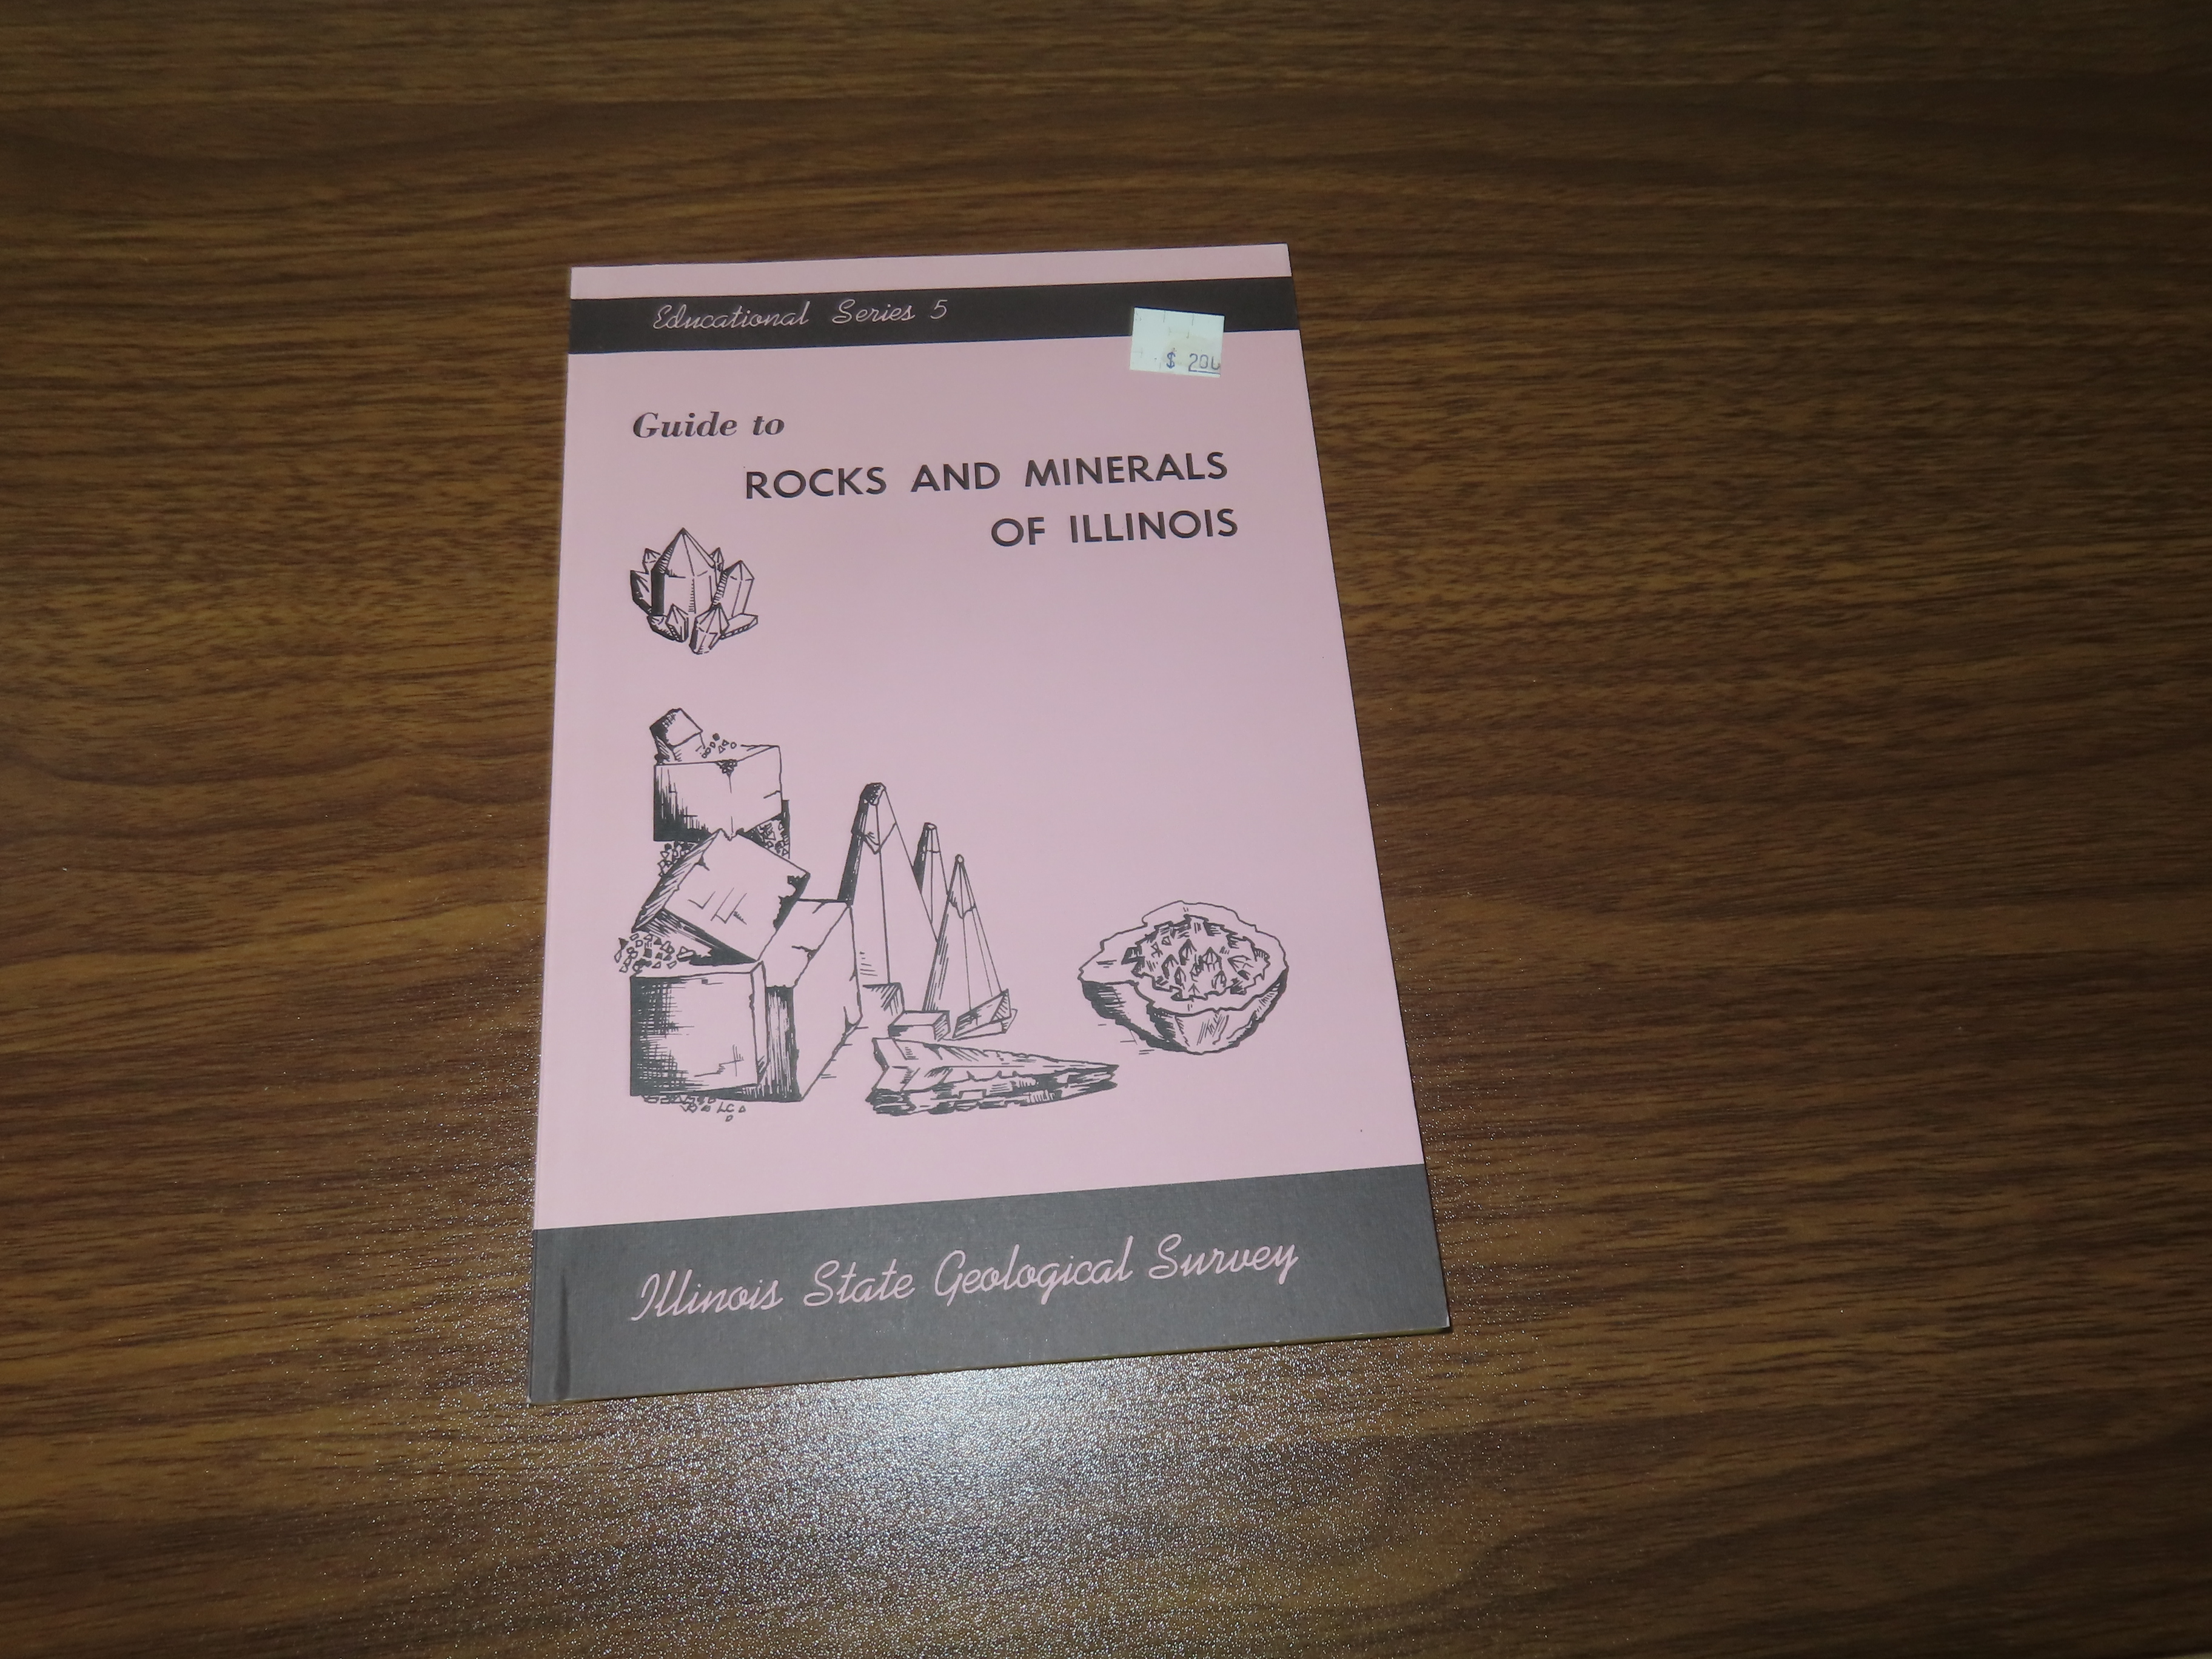 Educational Series 5
Guide to
ROCKS AND MINERALS
OF ILLINOIS
Illinois State Geological Survey